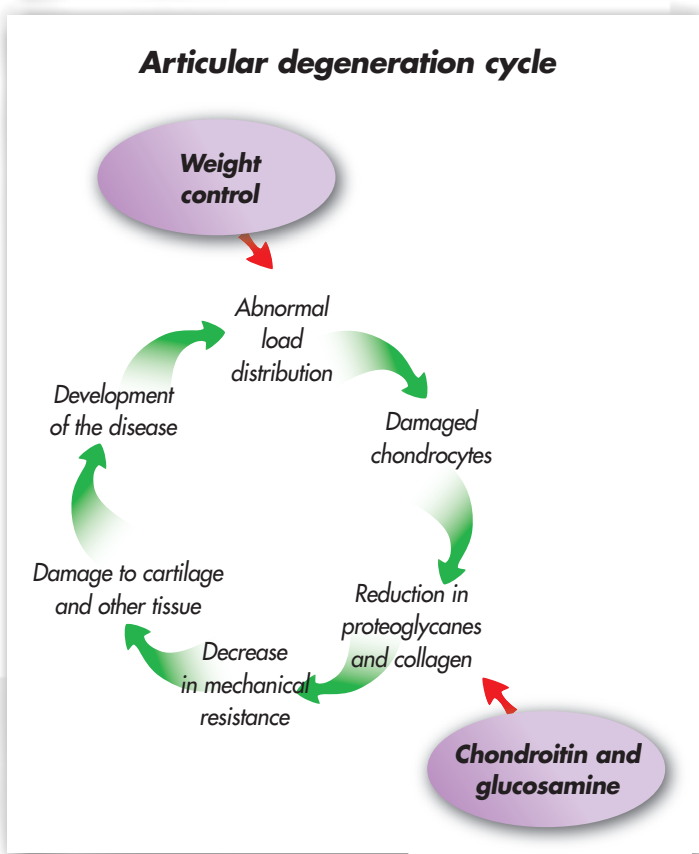 Articular degeneration cycle
Weight
control
Abnormal
load
distribution
Damaged
chondrocytes
Reduction in
proteoglycanes
and collagen
Chondroitin and
glucosamine
Decrease
in mechanical
resistance
Damage to cartilage
and other tissue
Development
of the disease